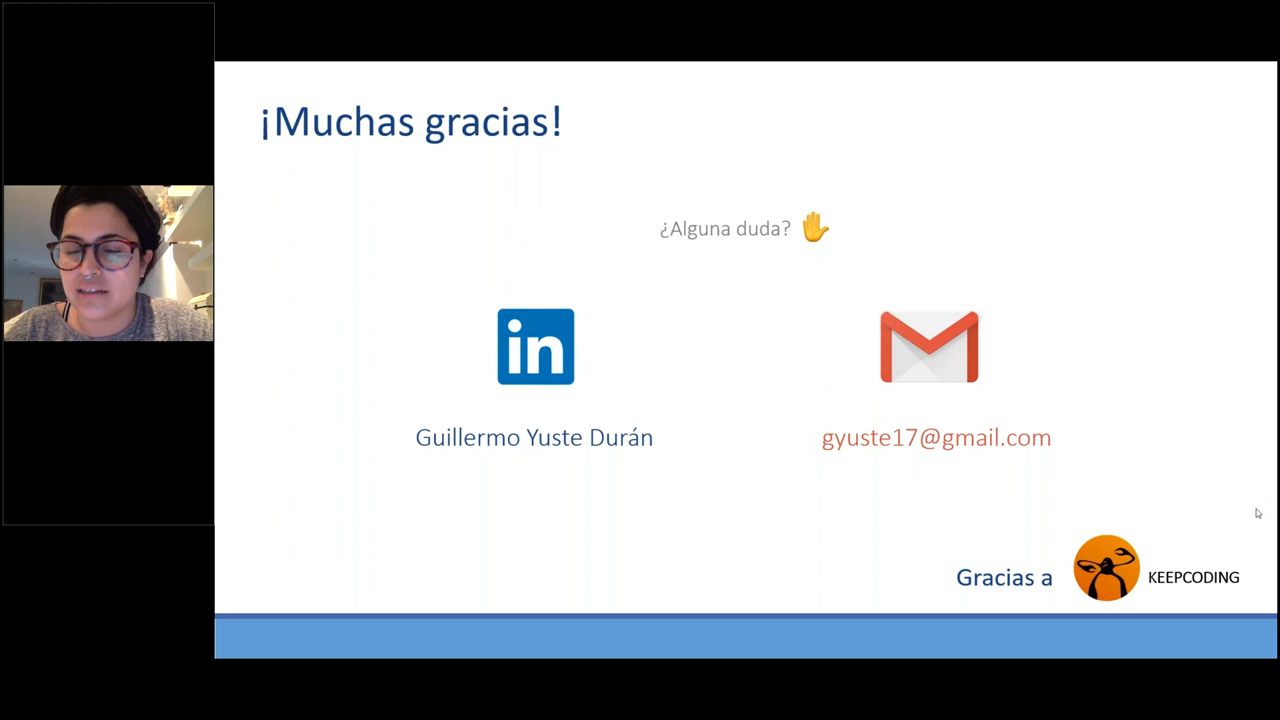 ¡Muchas gracias!
¿Alguna duda? ✋
in
Guillermo Yuste Durán
gyuste17@gmail.com
Gracias a
KEEPCODING